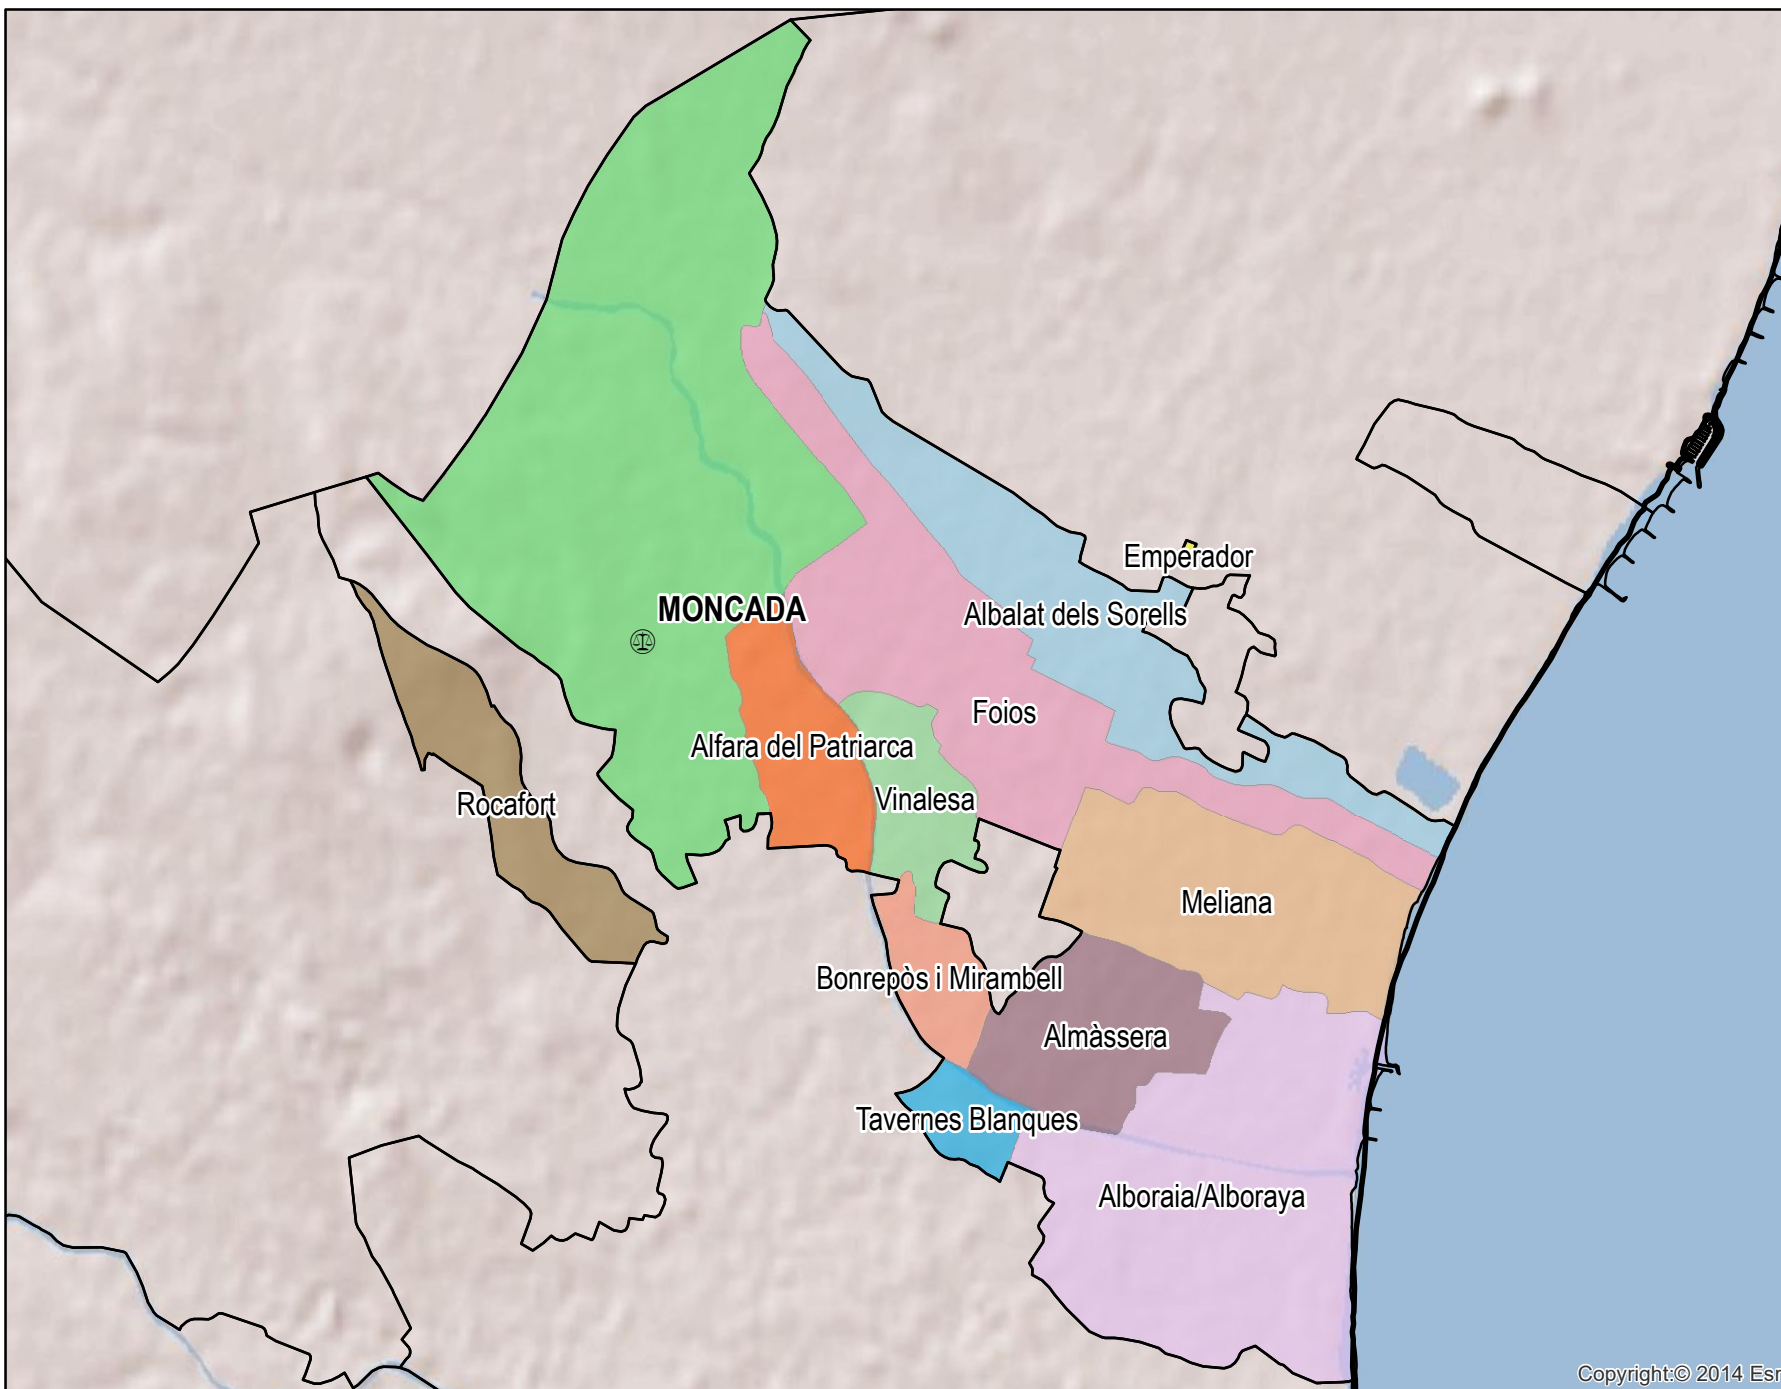 Emperador
MONCADA
Albalat dels Sorells
Foios
Alfara del Patriarca
Vinalesa
Rocafort
Meliana
Bonrepòs i Mirambell
Almàssera
Tavernes Blanques
Alboraia/Alboraya
Copyright:© 2014 Esr